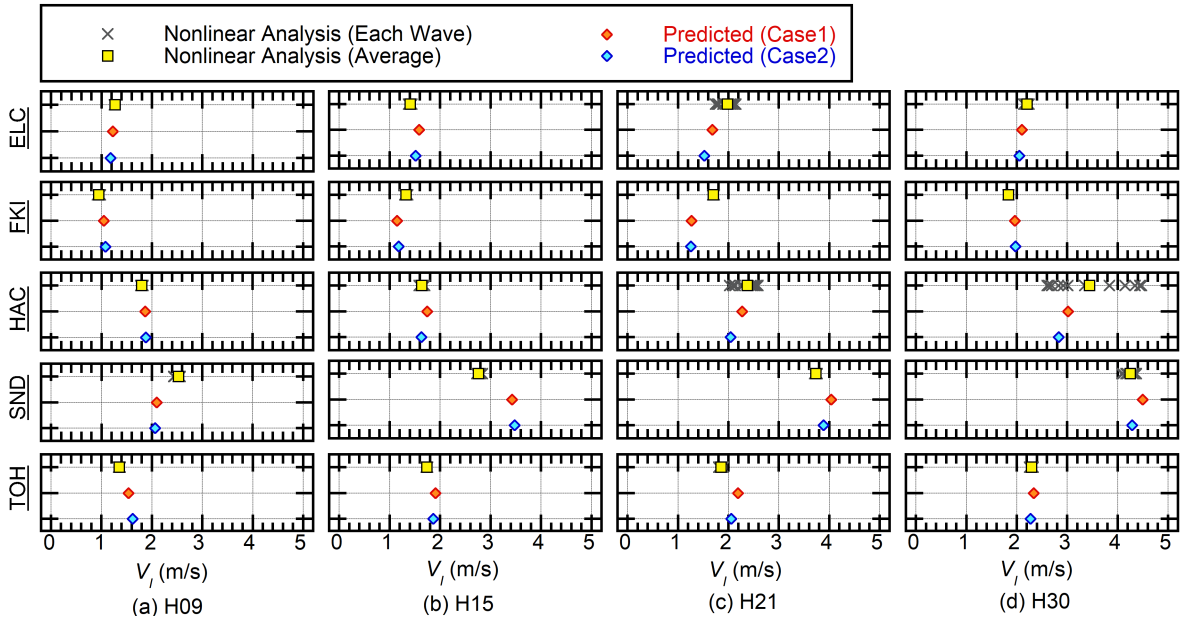 Nonlinear Analysis (Each Wave) Predicted (Case1)
Nonlinear Analysis (Average) Predicted (Case2)
ELC
FKI
HAC
SND
TOH
0 1 2 3 4 5 0 1 2 3 4 5 0 1 2 3 4 5 0 1 2 3 4 5
V_I (m/s) V_I (m/s) V_I (m/s) V_I (m/s)
(a) H09 (b) H15 (c) H21 (d) H30